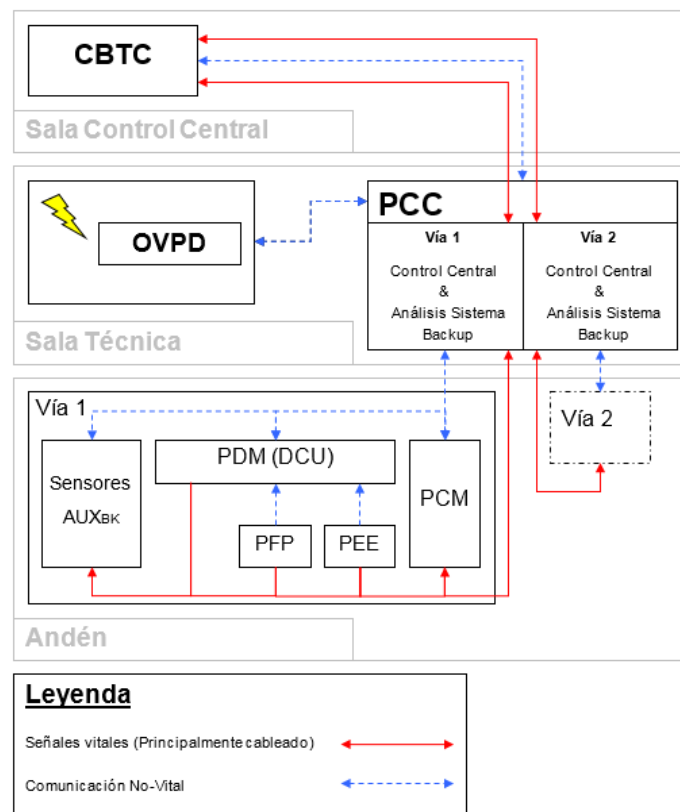 CBTC
Sala Control Central
OVPD
PCC
Vía 1
Control Central
&
Análisis Sistema
Backup
Vía 2
Control Central
&
Análisis Sistema
Backup
Sala Técnica
Vía 1
Sensores
AUXBK
PDM (DCU)
PFP
PEE
PCM
Vía 2
Andén
Leyenda
Señales vitales (Principalmente cableado)
Comunicación No-Vital